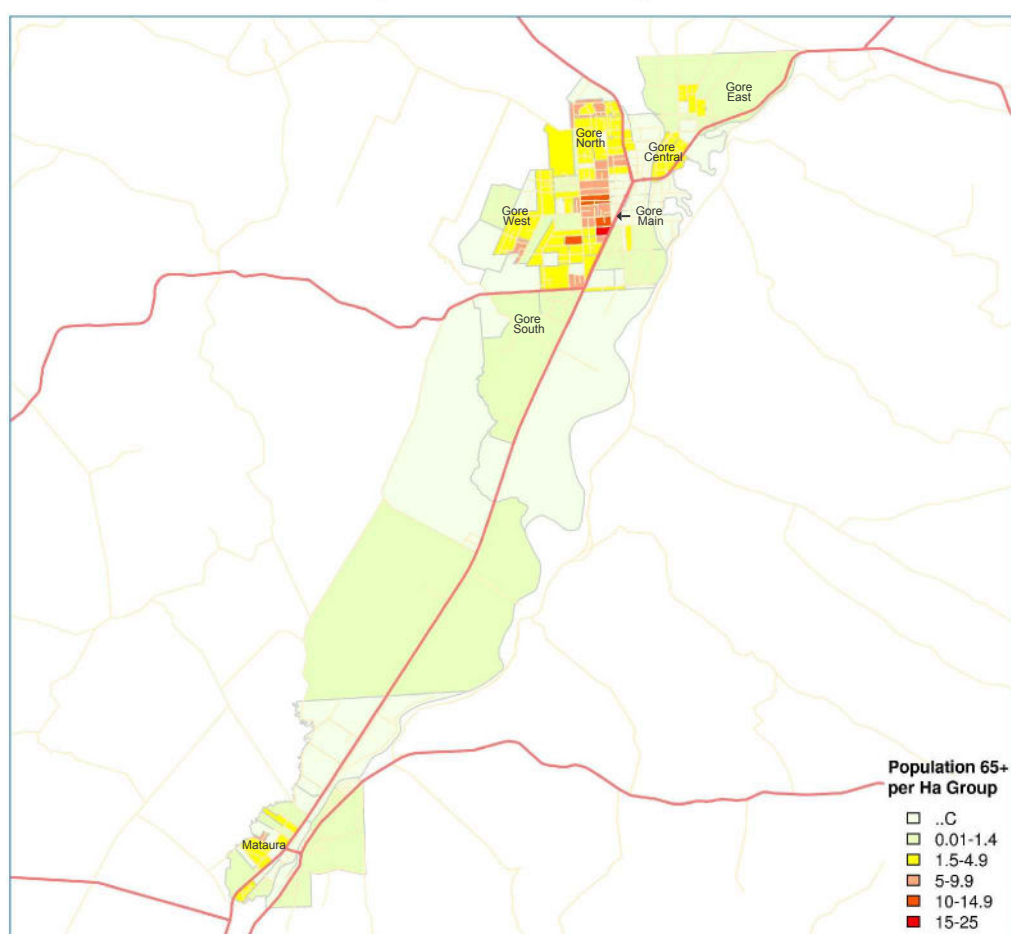 Gore
East
Gore
North
Gore
Central
Gore
West
Gore
Main
Gore
South
Mataura
Population 65+
per Ha Group
..C
0.01-1.4
1.5-4.9
5-9.9
10-14.9
15-25